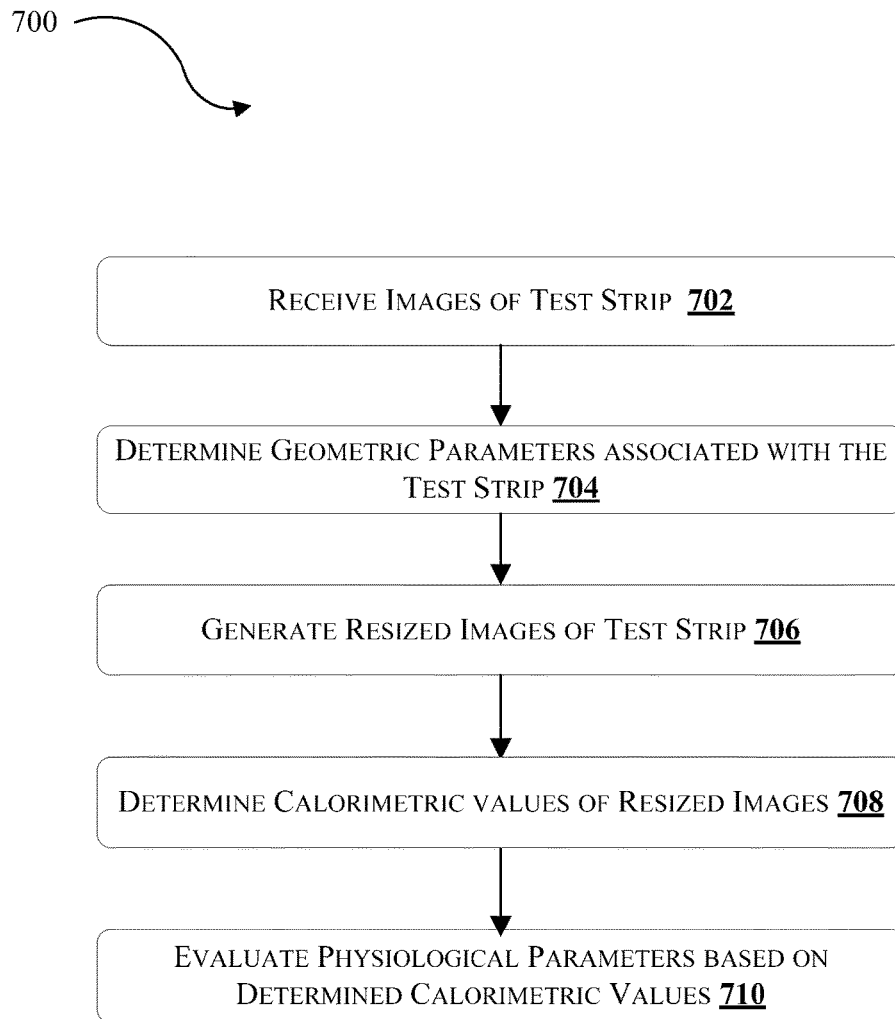 700
RECEIVE IMAGES OF TEST STRIP 702
DETERMINE GEOMETRIC PARAMETERS ASSOCIATED WITH THE
TEST STRIP 704
GENERATE RESIZED IMAGES OF TEST STRIP 706
DETERMINE CALORIMETRIC VALUES OF RESIZED IMAGES 708
EVALUATE PHYSIOLOGICAL PARAMETERS BASED ON
DETERMINED CALORIMETRIC VALUES 710